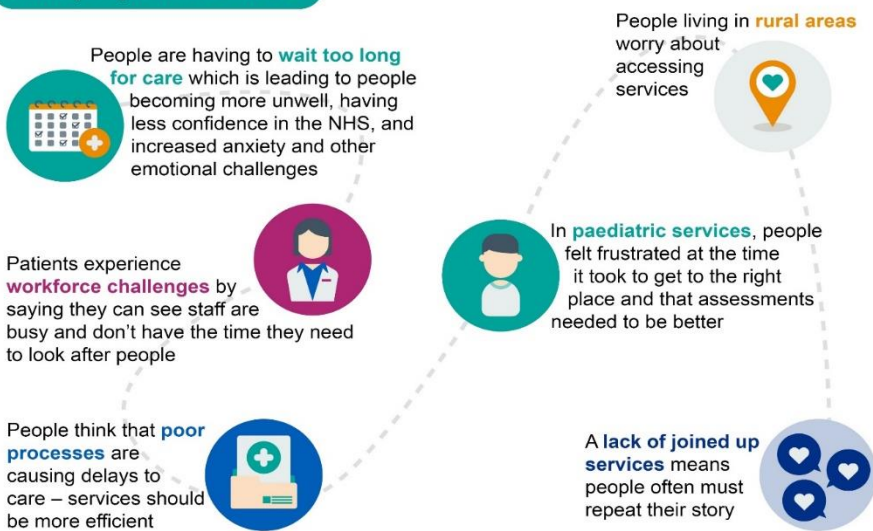 People are having to wait too long
for care which is leading to people
becoming more unwell, having
less confidence in the NHS, and
increased anxiety and other
emotional challenges
Patients experience
workforce challenges by
saying they can see staff are
busy and don't have the time they need
to look after people
People think that poor
processes are
causing delays to
care – services should
be more efficient
In paediatric services, people
felt frustrated at the time
it took to get to the right
place and that assessments
needed to be better
People living in rural areas
worry about
accessing
services
A lack of joined up
services means
people often must
repeat their story